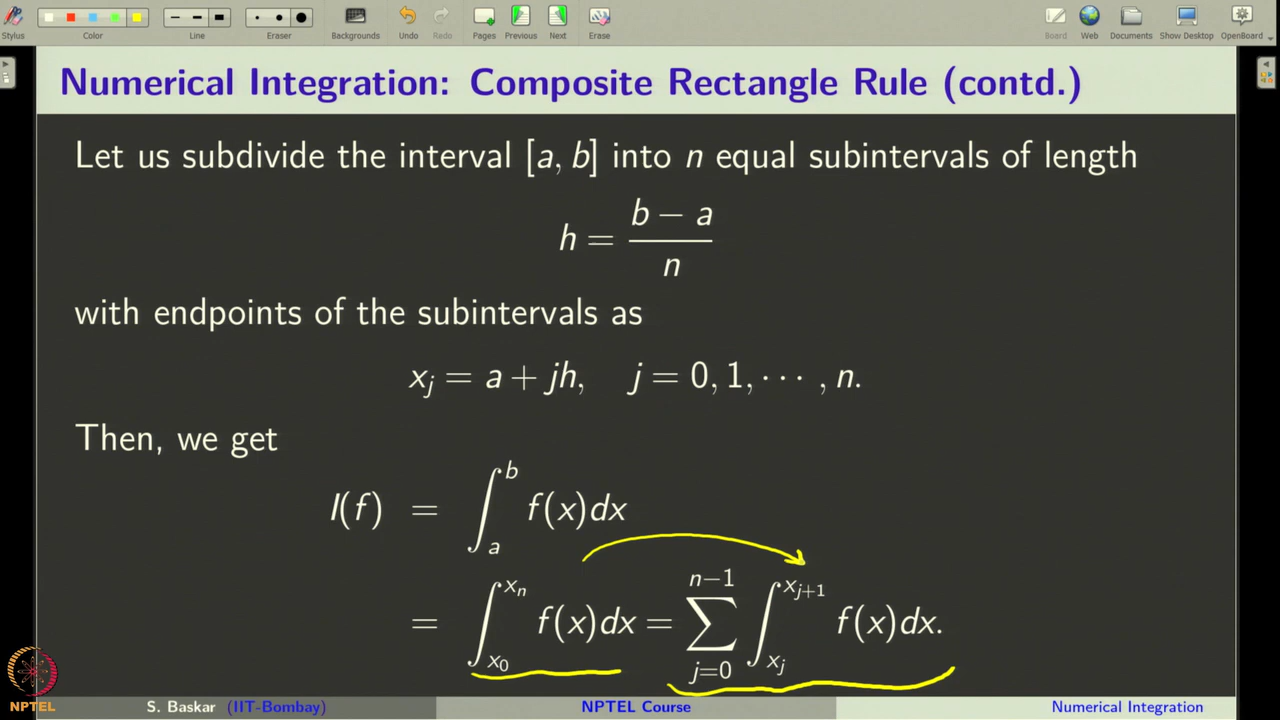 Stylus Color Line Eraser Backgrounds Undo Redo Pages Previous Next Erase Board Web Documents Show Desktop OpenBoard
Numerical Integration: Composite Rectangle Rule (contd.)
Let us subdivide the interval [a, b] into n equal subintervals of length
h = (b − a)/n
with endpoints of the subintervals as
x_j = a + jh, j = 0, 1, ··· , n.
Then, we get
I(f) = ∫_a^b f(x)dx
= ∫_{x_0}^{x_n} f(x)dx = ∑_{j=0}^{n−1} ∫_{x_j}^{x_{j+1}} f(x)dx.
NPTEL
S. Baskar (IIT-Bombay) NPTEL Course Numerical Integration